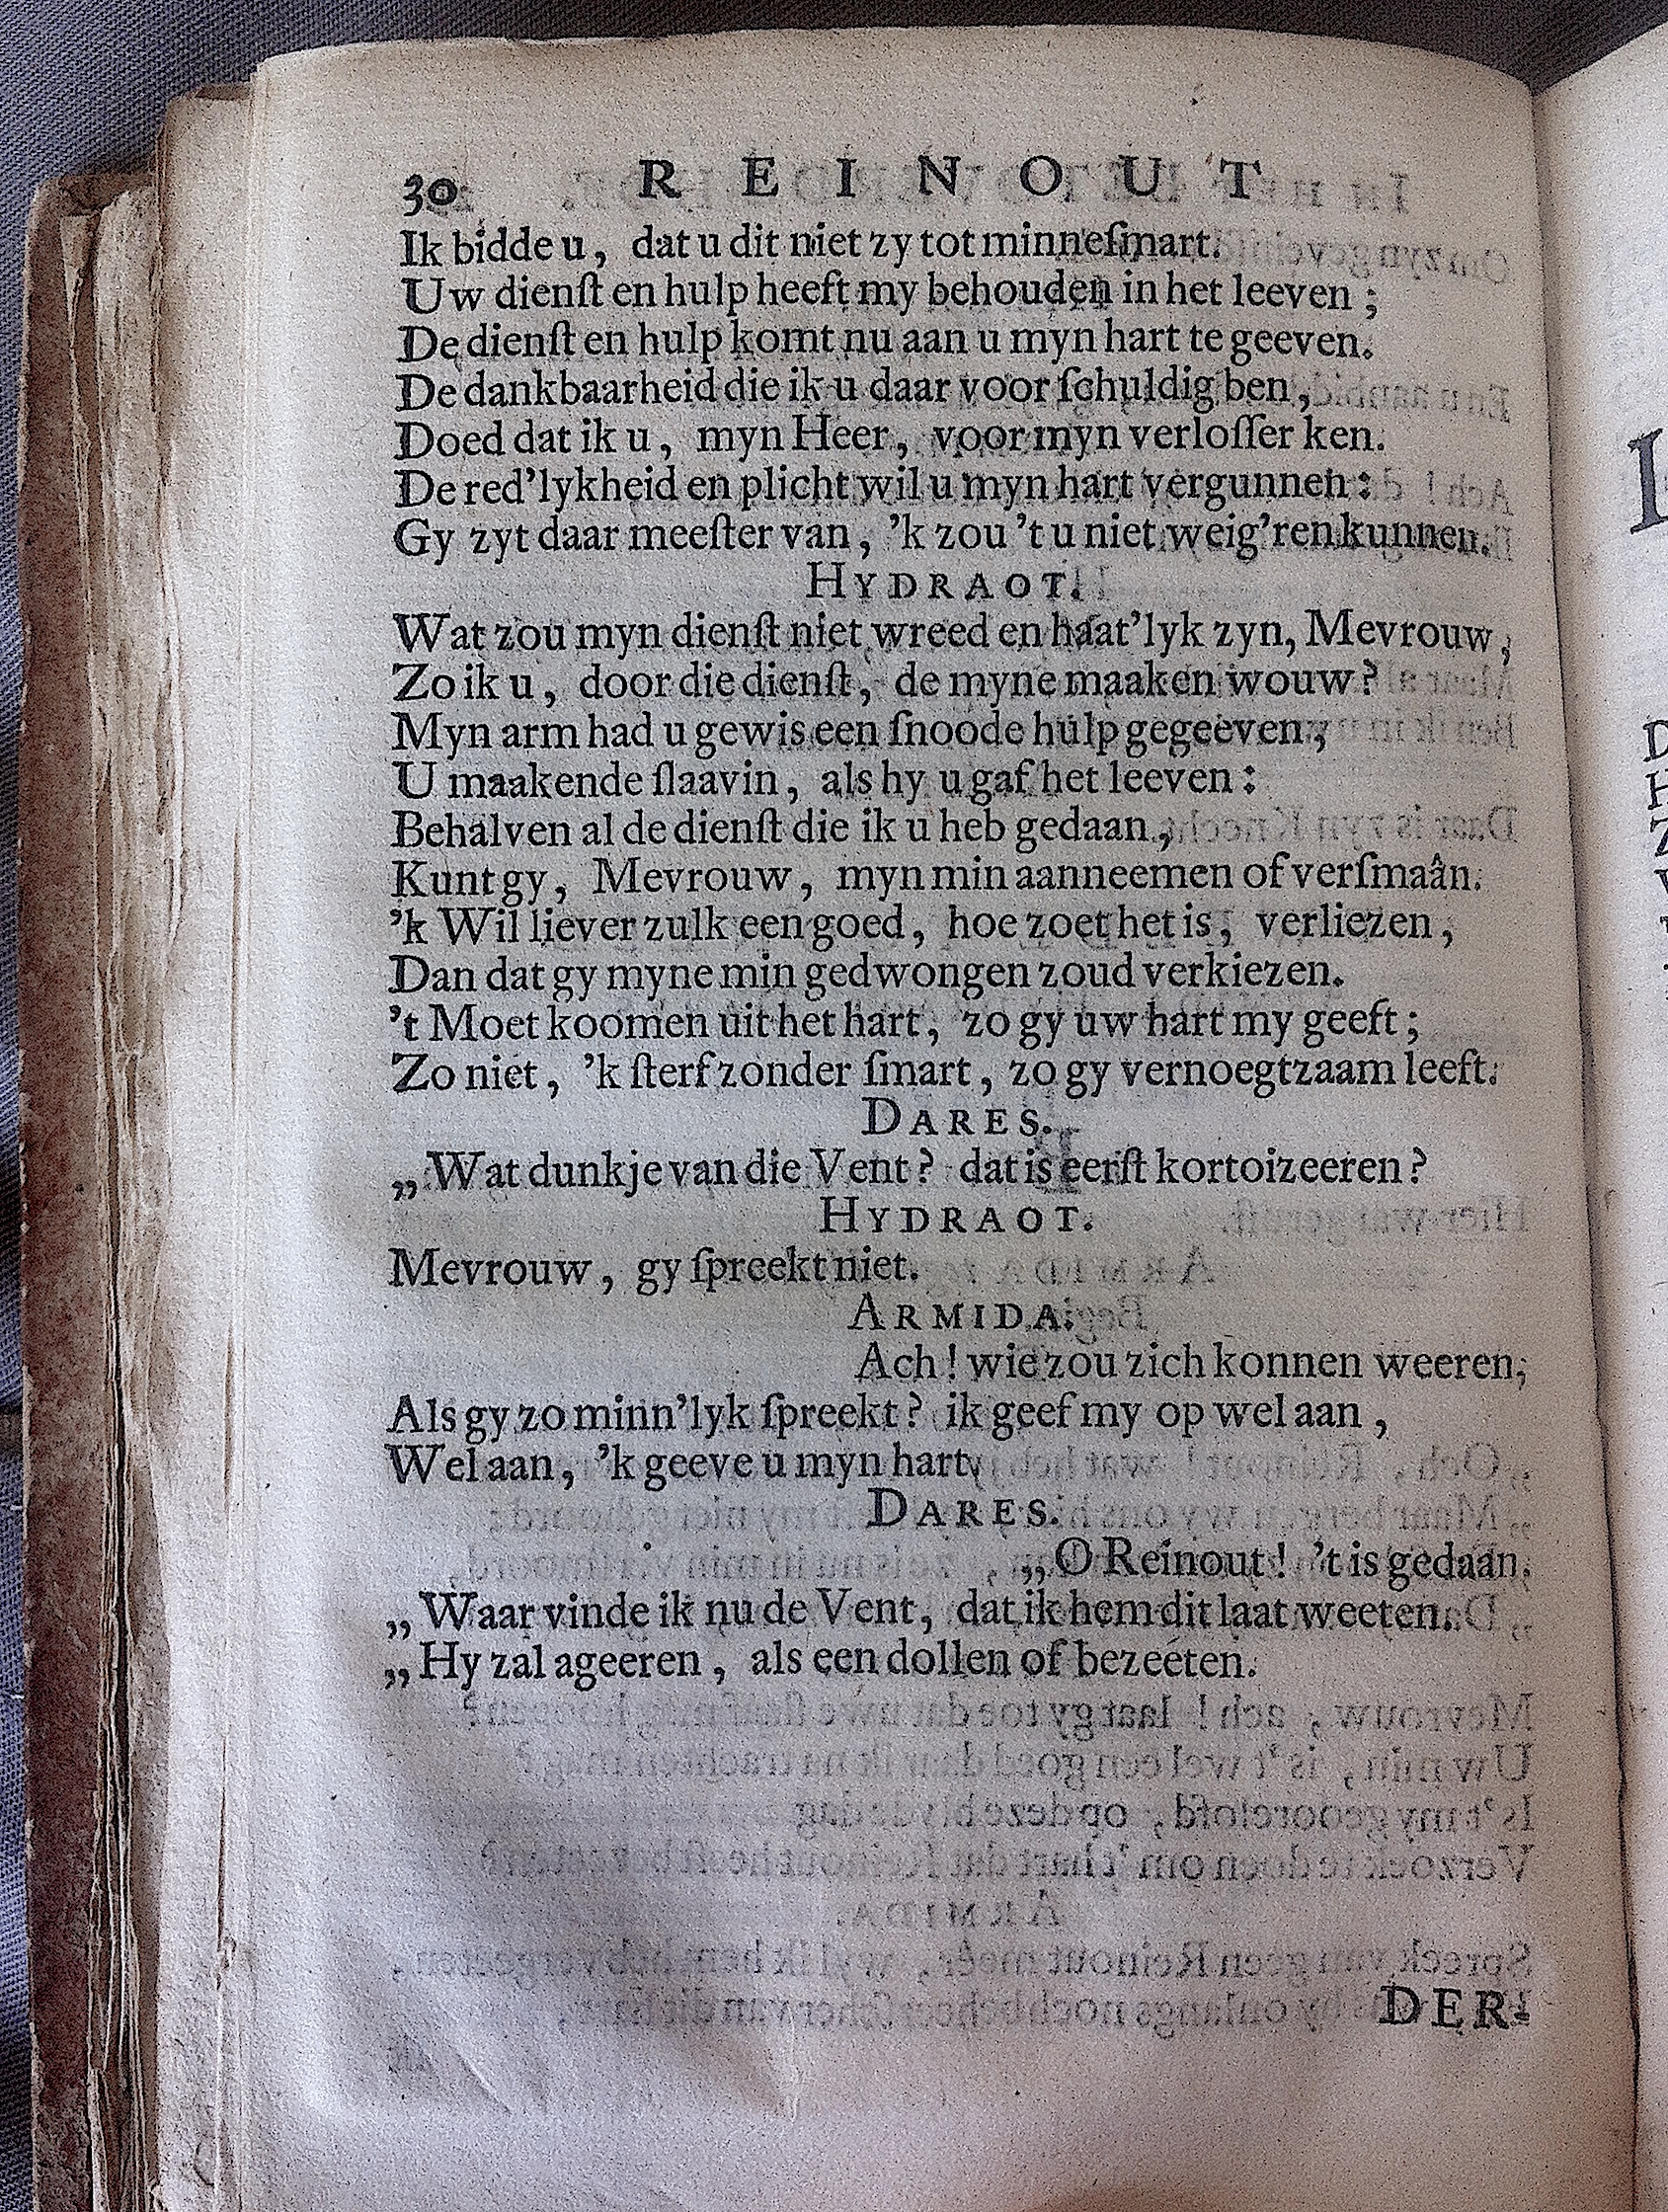 30 REINOUT
Ik bidde u, dat u dit niet zy tot minneſmart.
Uw dienſt en hulp heeft my behouden in het leeven;
De dienſt en hulp komt nu aan u myn hart te geeven.
De dankbaarheid die ik u daar voor ſchuldig ben,
Doed dat ik u, myn Heer, voor myn verloſſer ken.
De red'lykheid en plicht wil u myn hart vergunnen:
Gy zyt daar meeſter van, 'k zou 't u niet weig'ren kunnen.
HYDRAOT.
Wat zou myn dienſt niet wreed en haat'lyk zyn, Mevrouw,
Zo ik u, door die dienſt, de myne maaken wouw?
Myn arm had u gewis een ſnoode hulp gegeeven,
U maakende ſlaavin, als hy u gaf het leeven:
Behalven al de dienſt die ik u heb gedaan,
Kunt gy, Mevrouw, myn min aanneemen of verſmaân.
'k Wil liever zulk een goed, hoe zoet het is, verliezen,
Dan dat gy myne min gedwongen zoud verkiezen.
't Moet koomen uit het hart, zo gy uw hart my geeft;
Zo niet, 'k ſterf zonder ſmart, zo gy vernoegtzaam leeft.
DARES.
„Wat dunkje van die Vent? dat is eerſt kortoizeeren?
HYDRAOT.
Mevrouw, gy ſpreekt niet.
ARMIDA.
Ach! wie zou zich konnen weeren,
Als gy zo minn'lyk ſpreekt? ik geef my op wel aan,
Wel aan, 'k geeve u myn hart.
DARES.
„O Reinout! 't is gedaan.
„Waar vinde ik nu de Vent, dat ik hem dit laat weeten.
„Hy zal ageeren, als een dollen of bezeeten.
DER-